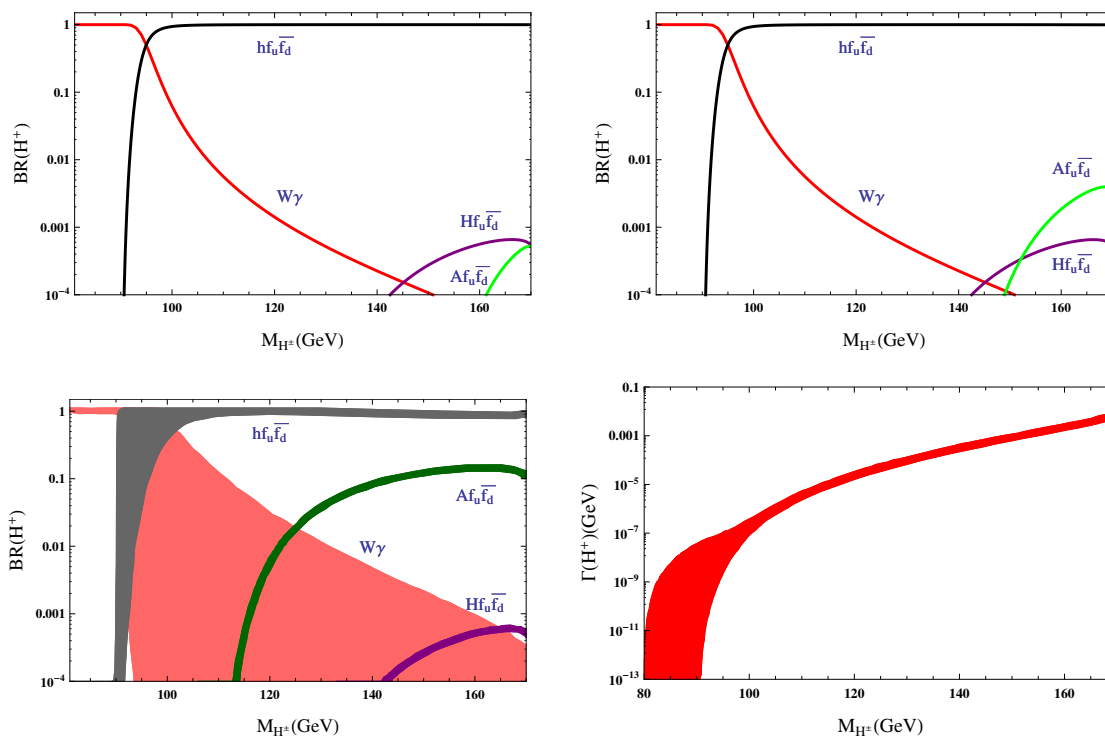 1
0.1
0.01
0.001
10⁻⁴
BR(H⁺)
hf_u f̅_d
Wγ
Hf_u f̅_d
Af_u f̅_d
100 120 140 160
M_H±(GeV)
1
0.1
0.01
0.001
10⁻⁴
BR(H⁺)
hf_u f̅_d
Af_u f̅_d
Wγ
Hf_u f̅_d
100 120 140 160
M_H±(GeV)
1
0.1
0.01
0.001
10⁻⁴
BR(H⁺)
hf_u f̅_d
Af_u f̅_d
Wγ
Hf_u f̅_d
100 120 140 160
M_H±(GeV)
0.1
0.001
10⁻⁵
10⁻⁷
10⁻⁹
10⁻¹¹
10⁻¹³
Γ(H⁺)(GeV)
80 100 120 140 160
M_H±(GeV)